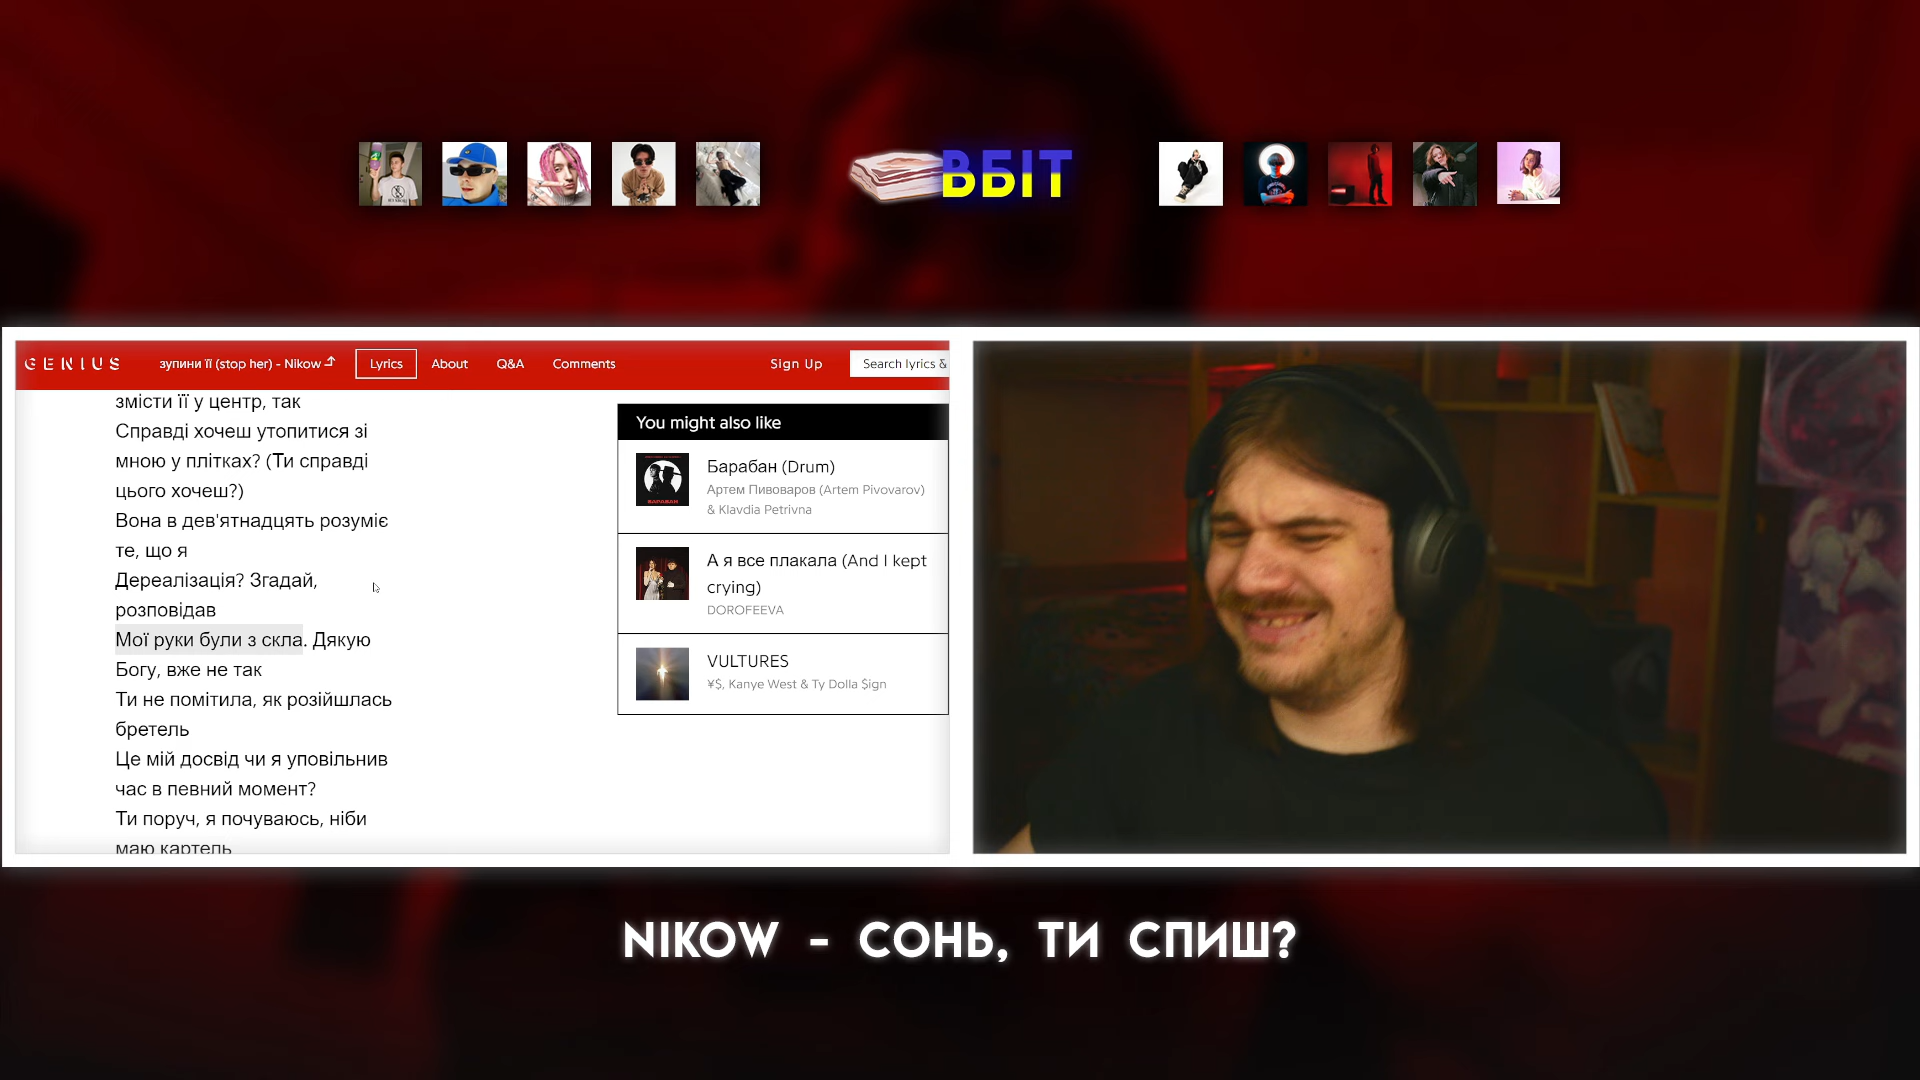 ВБІТ
GENIUS
зупини її (stop her) - Nikow
Lyrics
About
Q&A
Comments
Sign Up
Search lyrics &
змісти її у центр, так
Справді хочеш утопитися зі
мною у плітках? (Ти справді
цього хочеш?)
Вона в дев'ятнадцять розуміє
те, що я
Дереалізація? Згадай,
розповідав
Мої руки були з скла. Дякую
Богу, вже не так
Ти не помітила, як розійшлась
бретель
Це мій досвід чи я уповільнив
час в певний момент?
Ти поруч, я почуваюсь, ніби
маю картель
You might also like
Барабан (Drum)
Артем Пивоваров (Artem Pivovarov)
& Klavdia Petrivna
БАРАБАН
А я все плакала (And I kept
crying)
DOROFEEVA
VULTURES
¥$, Kanye West & Ty Dolla $ign
NIKOW - СОНЬ, ТИ СПИШ?